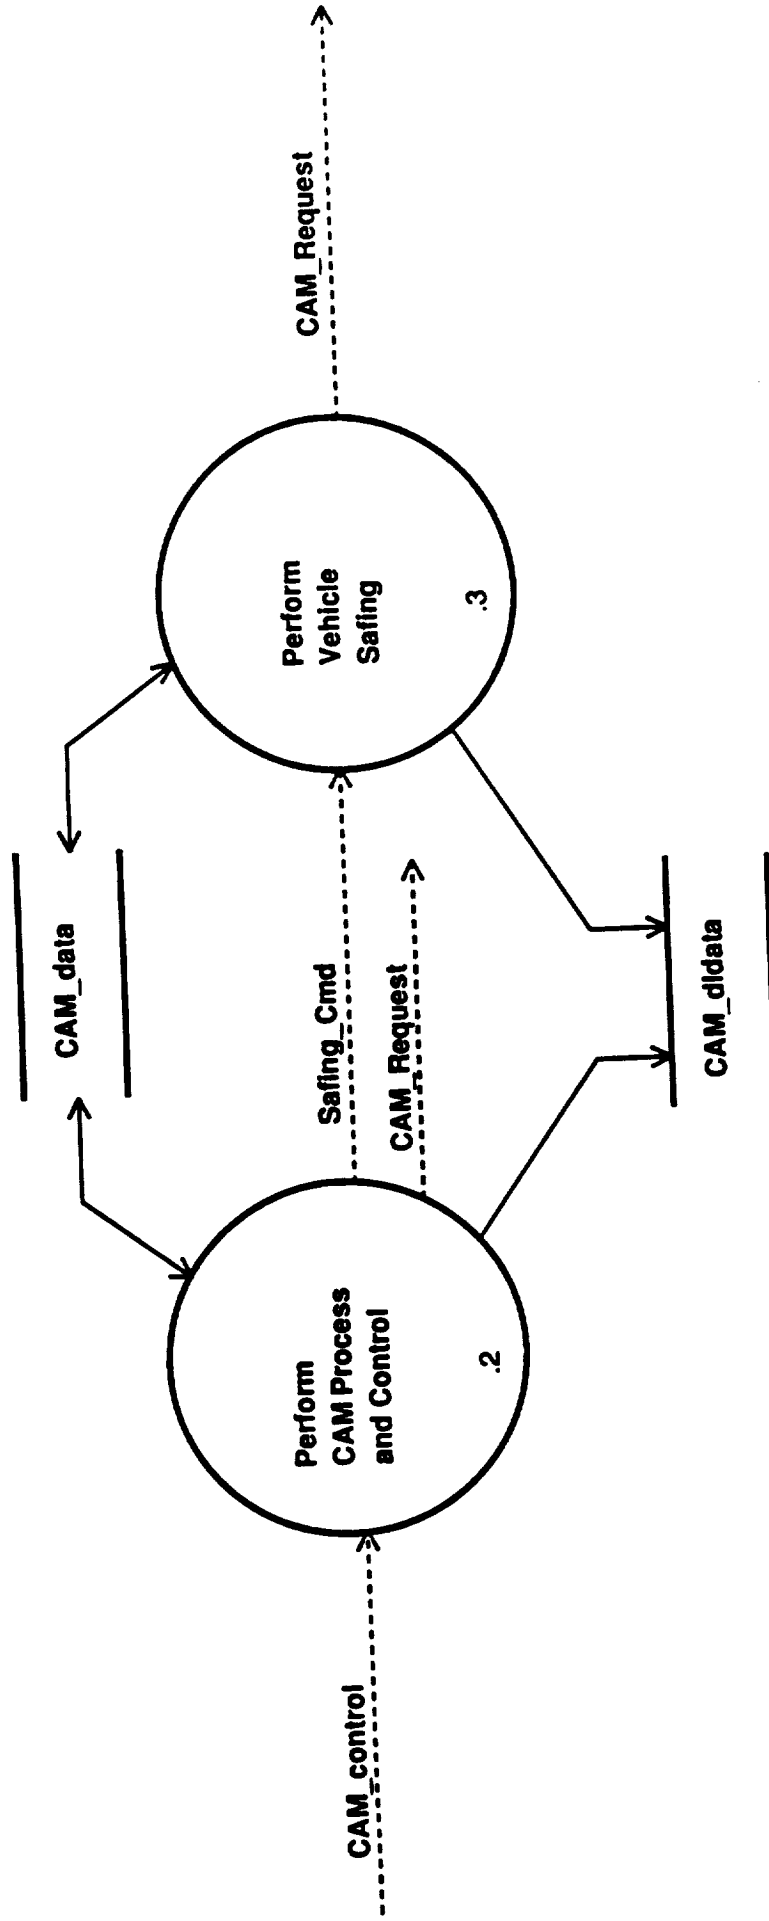 CAM_data
CAM_control
Perform
CAM Process
and Control
.2
Safing_Cmd
CAM_Request
Perform
Vehicle
Safing
.3
CAM_Request
CAM_dldata